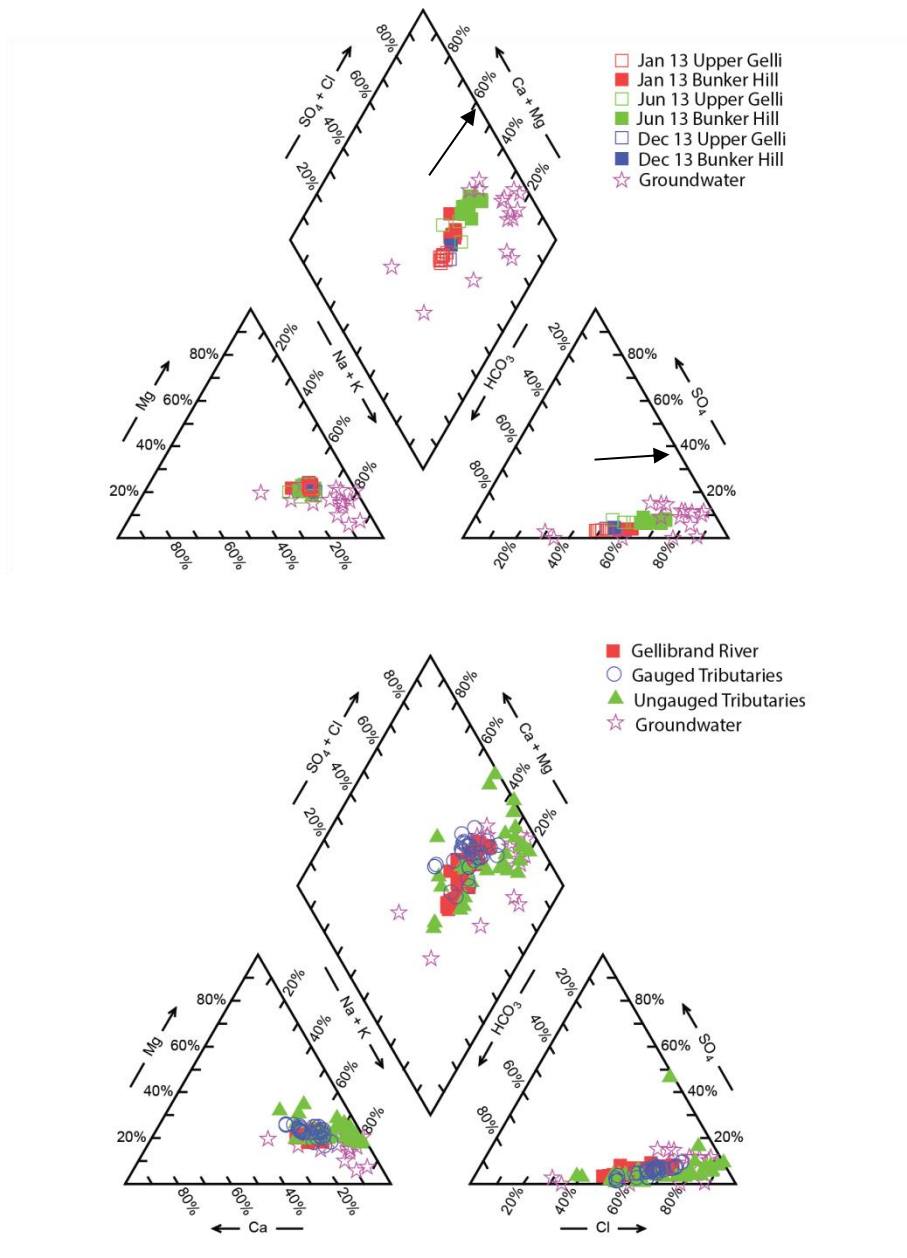 80%
80%
SO₄ + Cl
60%
60%
Ca + Mg
40%
40%
20%
20%
Jan 13 Upper Gelli
Jan 13 Bunker Hill
Jun 13 Upper Gelli
Jun 13 Bunker Hill
Dec 13 Upper Gelli
Dec 13 Bunker Hill
Groundwater
Mg
80%
60%
40%
20%
20%
40%
60%
80%
Na + K
HCO₃
20%
40%
60%
80%
80%
60%
40%
20%
SO₄
80%
60%
40%
20%
20%
40%
60%
80%
Gellibrand River
Gauged Tributaries
Ungauged Tributaries
Groundwater
80%
80%
SO₄ + Cl
60%
60%
Ca + Mg
40%
40%
20%
20%
Mg
80%
60%
40%
20%
20%
40%
60%
80%
Na + K
HCO₃
20%
40%
60%
80%
80%
60%
40%
20%
SO₄
80%
60%
40%
20%
20%
40%
60%
80%
Ca
Cl